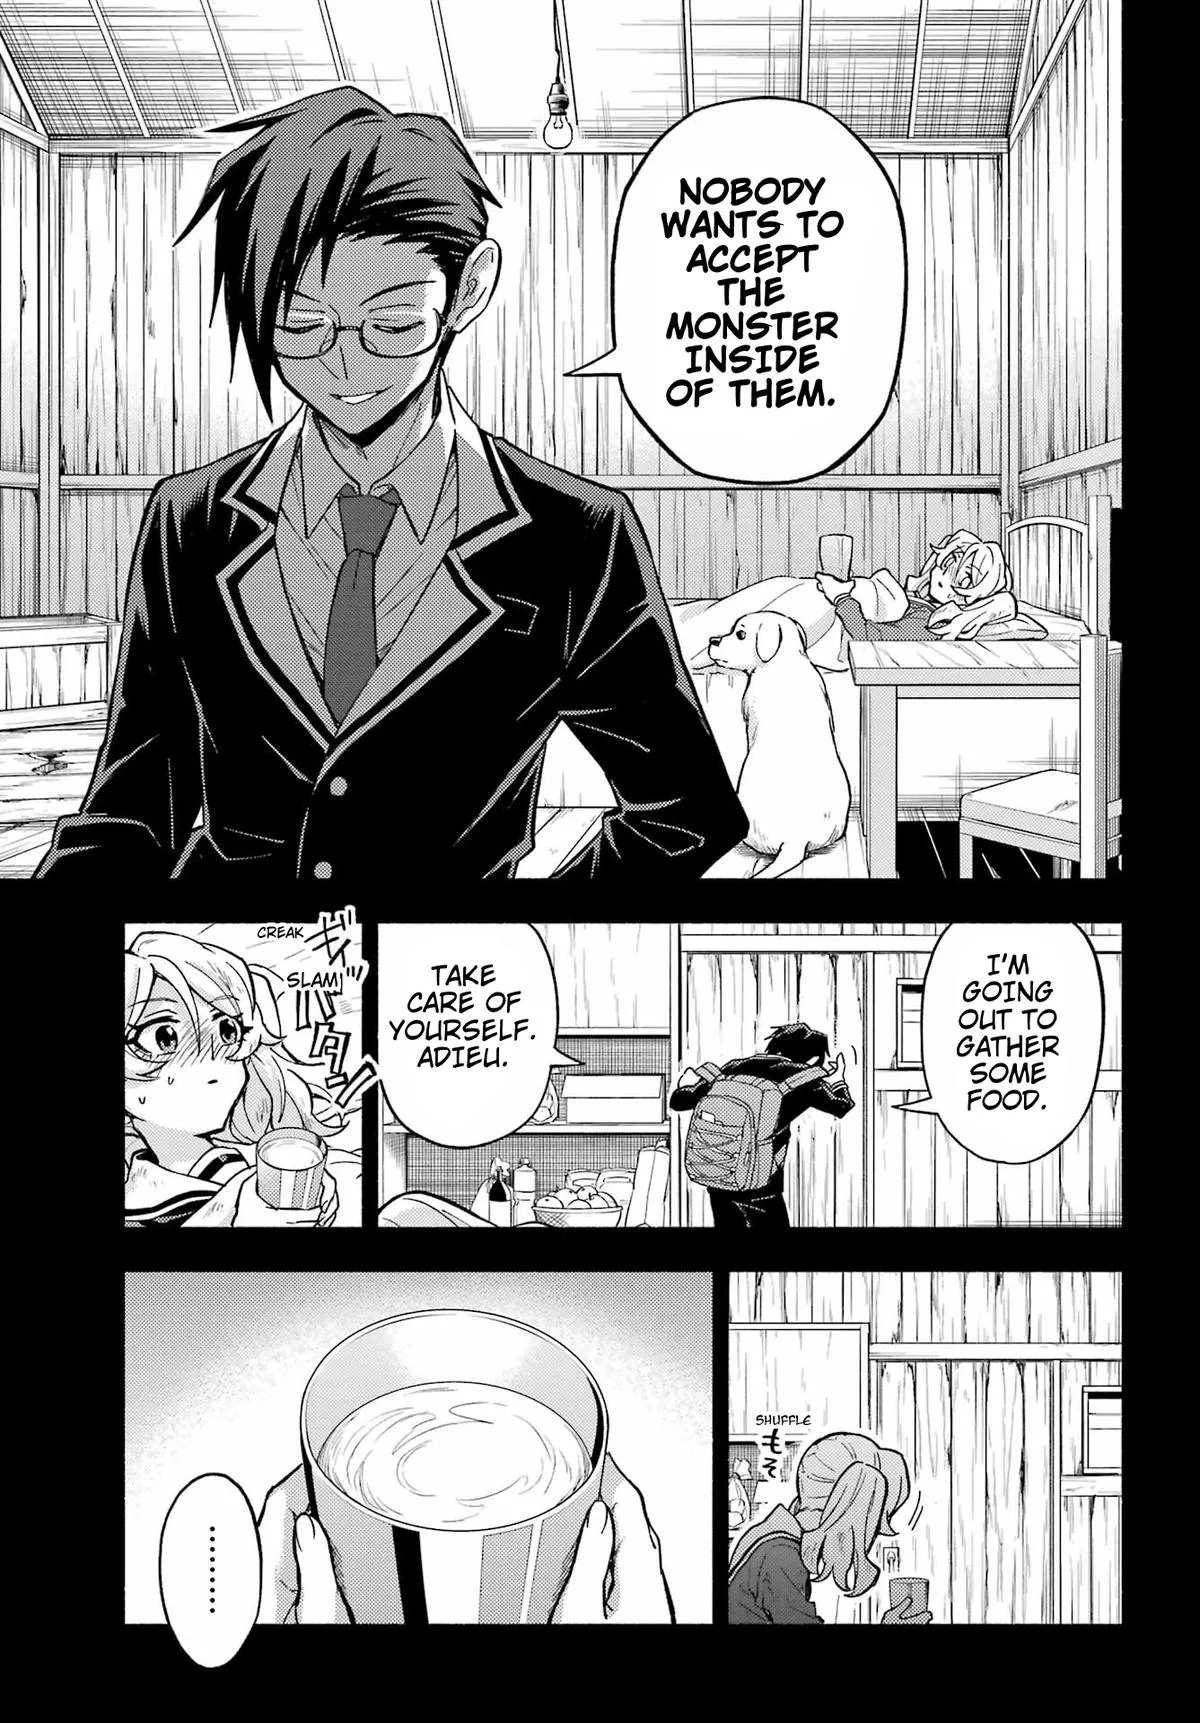 NOBODY
WANTS TO
ACCEPT
THE
MONSTER
INSIDE
OF THEM.
I'M
GOING
OUT TO
GATHER
SOME
FOOD.
TAKE
CARE OF
YOURSELF.
ADIEU.
CREAK
ギッ
SLAM
バタン
SHUFFLE
もそ
.........